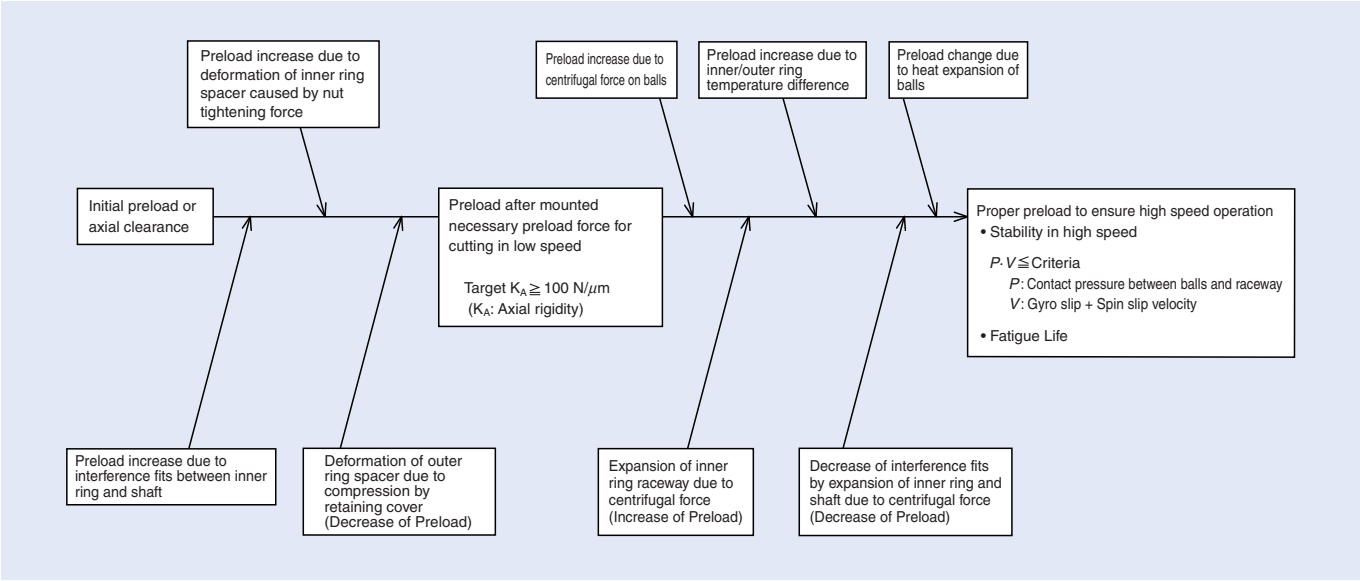 Preload increase due to
deformation of inner ring
spacer caused by nut
tightening force
Preload increase due to
centrifugal force on balls
Preload increase due to
inner/outer ring
temperature difference
Preload change due
to heat expansion of
balls
Initial preload or
axial clearance
Preload after mounted
necessary preload force for
cutting in low speed
Target KA ≧ 100 N/μm
(KA: Axial rigidity)
Proper preload to ensure high speed operation
• Stability in high speed
P·V≦Criteria
P: Contact pressure between balls and raceway
V: Gyro slip + Spin slip velocity
• Fatigue Life
Preload increase due to
interference fits between inner
ring and shaft
Deformation of outer
ring spacer due to
compression by
retaining cover
(Decrease of Preload)
Expansion of inner
ring raceway due to
centrifugal force
(Increase of Preload)
Decrease of interference fits
by expansion of inner ring and
shaft due to centrifugal force
(Decrease of Preload)